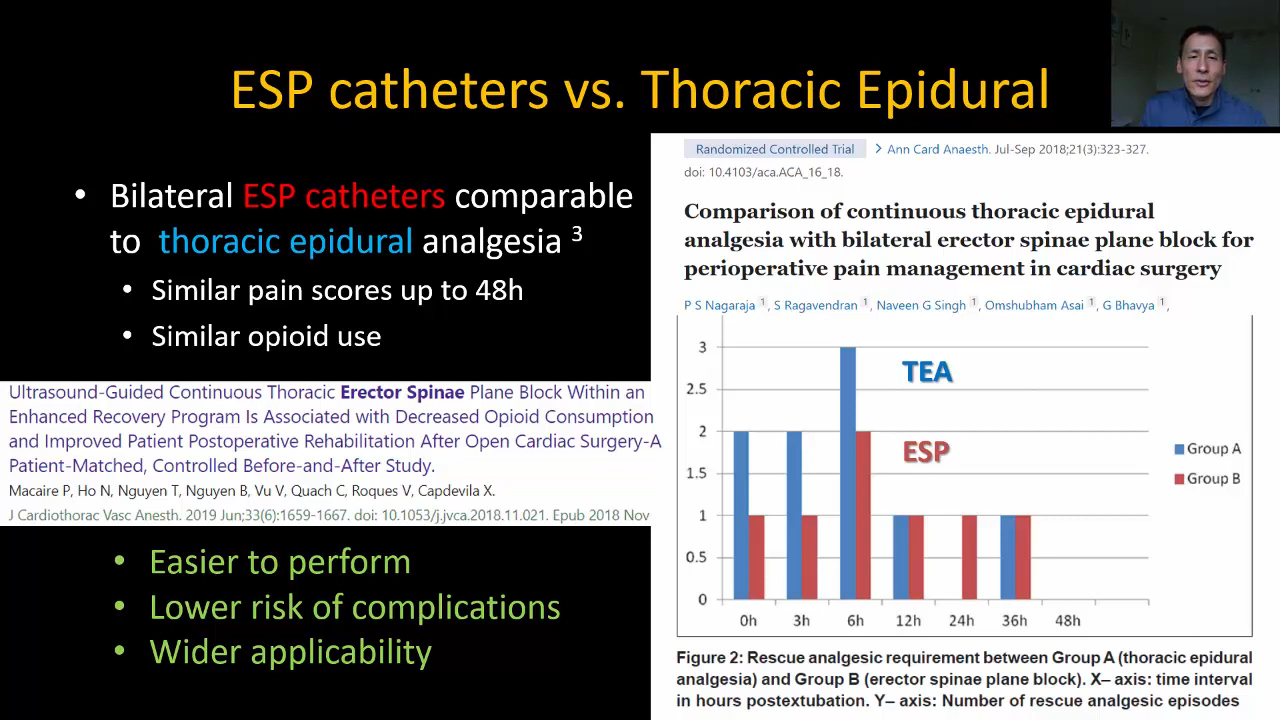 ESP catheters vs. Thoracic Epidural
• Bilateral ESP catheters comparable
to thoracic epidural analgesia 3
• Similar pain scores up to 48h
• Similar opioid use
Ultrasound-Guided Continuous Thoracic Erector Spinae Plane Block Within an
Enhanced Recovery Program Is Associated with Decreased Opioid Consumption
and Improved Patient Postoperative Rehabilitation After Open Cardiac Surgery-A
Patient-Matched, Controlled Before-and-After Study.
Macaire P, Ho N, Nguyen T, Nguyen B, Vu V, Quach C, Roques V, Capdevila X.
J Cardiothorac Vasc Anesth. 2019 Jun;33(6):1659-1667. doi: 10.1053/j.jvca.2018.11.021. Epub 2018 Nov
• Easier to perform
• Lower risk of complications
• Wider applicability
Randomized Controlled Trial > Ann Card Anaesth. Jul-Sep 2018;21(3):323-327.
doi: 10.4103/aca.ACA_16_18.
Comparison of continuous thoracic epidural
analgesia with bilateral erector spinae plane block for
perioperative pain management in cardiac surgery
P S Nagaraja 1, S Ragavendran 1, Naveen G Singh 1, Omshubham Asai 1, G Bhavya 1,
3
2.5
2
1.5
1
0.5
0
TEA
ESP
Group A
Group B
0h 3h 6h 12h 24h 36h 48h
Figure 2: Rescue analgesic requirement between Group A (thoracic epidural
analgesia) and Group B (erector spinae plane block). X– axis: time interval
in hours postextubation. Y– axis: Number of rescue analgesic episodes